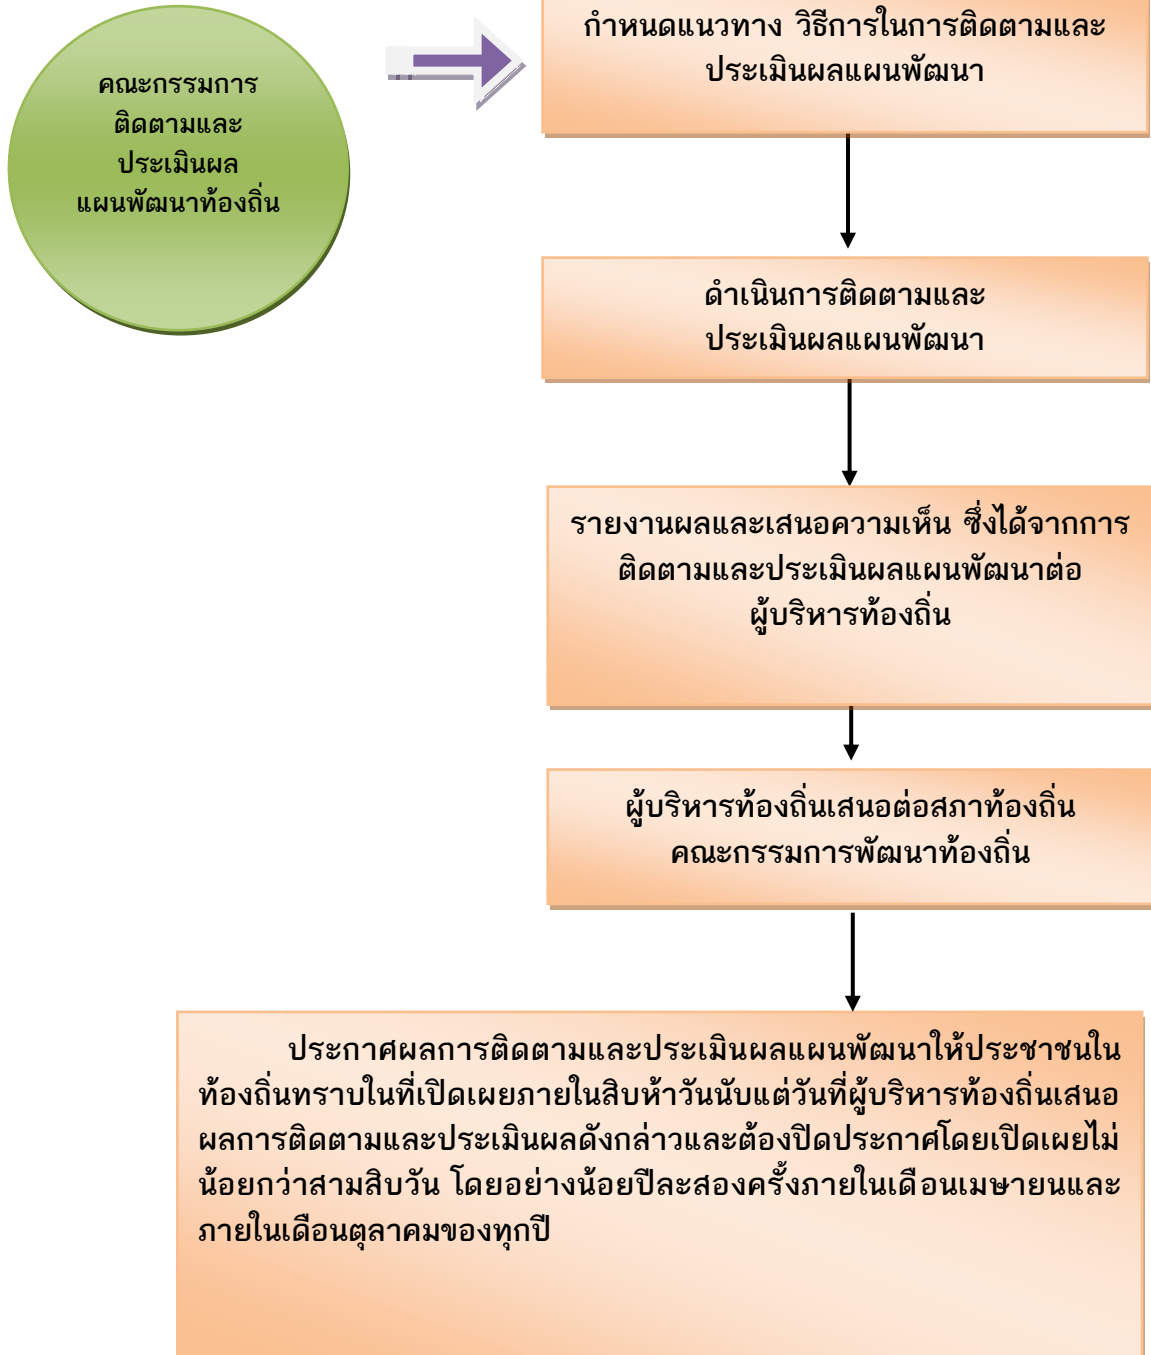 คณะกรรมการ
ติดตามและ
ประเมินผล
แผนพัฒนาท้องถิ่น
กำหนดแนวทาง วิธีการในการติดตามและ
ประเมินผลแผนพัฒนา
ดำเนินการติดตามและ
ประเมินผลแผนพัฒนา
รายงานผลและเสนอความเห็น ซึ่งได้จากการ
ติดตามและประเมินผลแผนพัฒนาต่อ
ผู้บริหารท้องถิ่น
ผู้บริหารท้องถิ่นเสนอต่อสภาท้องถิ่น
คณะกรรมการพัฒนาท้องถิ่น
ประกาศผลการติดตามและประเมินผลแผนพัฒนาให้ประชาชนใน
ท้องถิ่นทราบในที่เปิดเผยภายในสิบห้าวันนับแต่วันที่ผู้บริหารท้องถิ่นเสนอ
ผลการติดตามและประเมินผลดังกล่าวและต้องปิดประกาศโดยเปิดเผยไม่
น้อยกว่าสามสิบวัน โดยอย่างน้อยปีละสองครั้งภายในเดือนเมษายนและ
ภายในเดือนตุลาคมของทุกปี